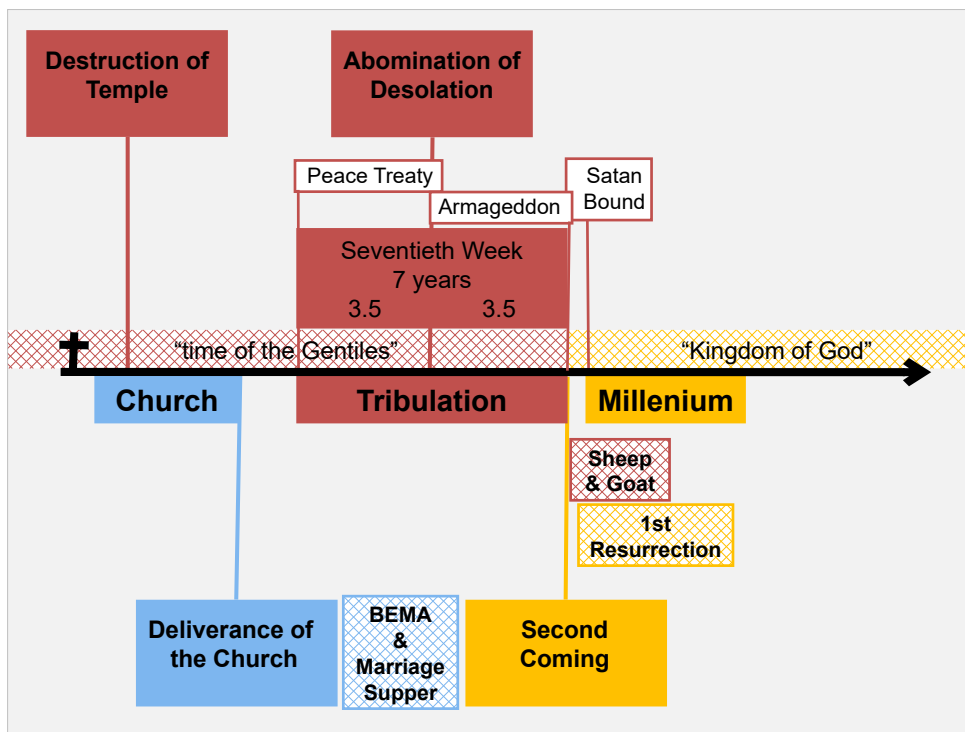 Destruction of
Temple
Abomination of
Desolation
Peace Treaty
Armageddon
Satan
Bound
Seventieth Week
7 years
3.5 3.5
“time of the Gentiles”
“Kingdom of God”
Church
Tribulation
Millenium
Sheep
& Goat
1st
Resurrection
Deliverance of
the Church
BEMA
&
Marriage
Supper
Second
Coming